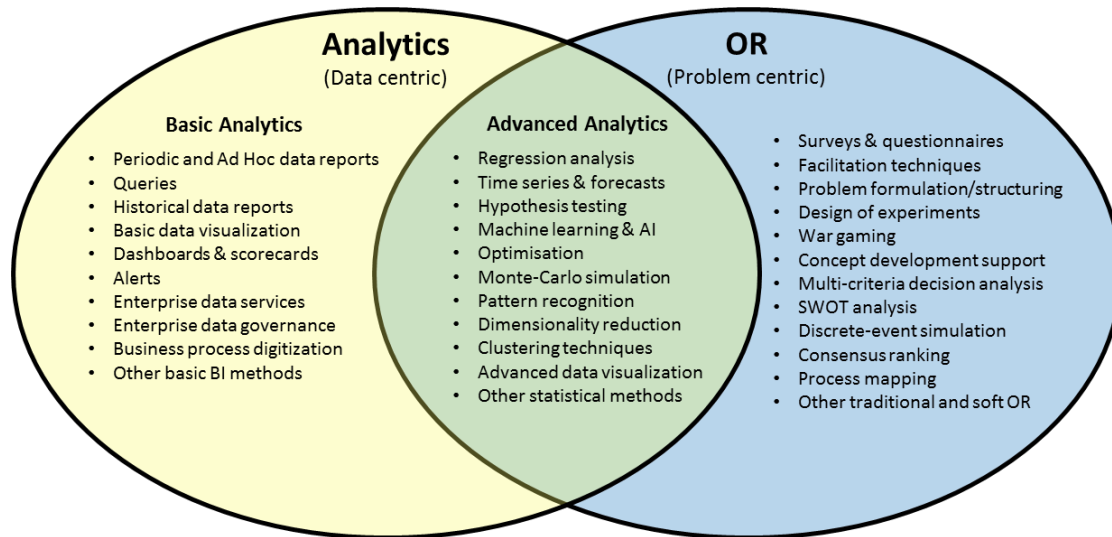 Analytics
(Data centric)
OR
(Problem centric)
Basic Analytics
• Periodic and Ad Hoc data reports
• Queries
• Historical data reports
• Basic data visualization
• Dashboards & scorecards
• Alerts
• Enterprise data services
• Enterprise data governance
• Business process digitization
• Other basic BI methods
Advanced Analytics
• Regression analysis
• Time series & forecasts
• Hypothesis testing
• Machine learning & AI
• Optimisation
• Monte-Carlo simulation
• Pattern recognition
• Dimensionality reduction
• Clustering techniques
• Advanced data visualization
• Other statistical methods
• Surveys & questionnaires
• Facilitation techniques
• Problem formulation/structuring
• Design of experiments
• War gaming
• Concept development support
• Multi-criteria decision analysis
• SWOT analysis
• Discrete-event simulation
• Consensus ranking
• Process mapping
• Other traditional and soft OR